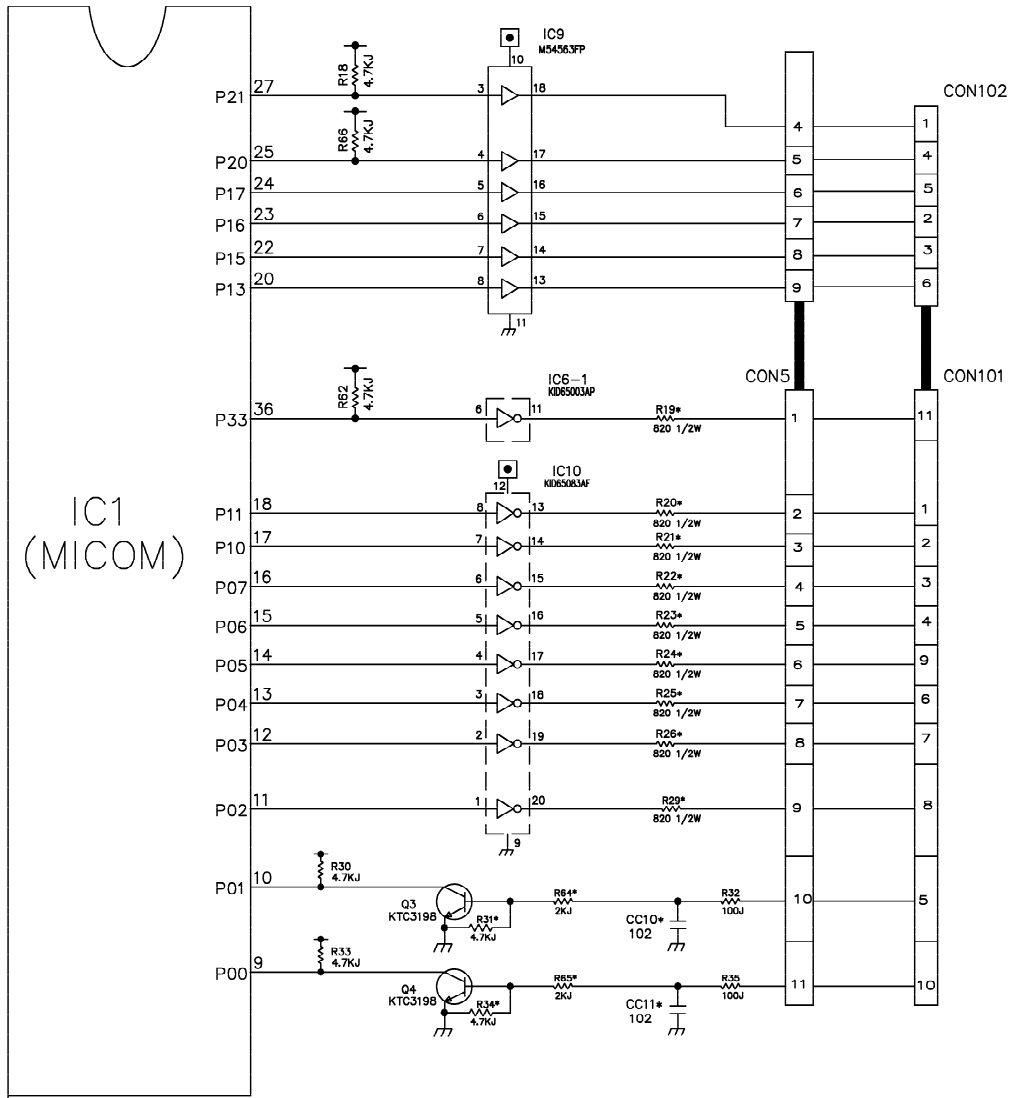 IC9
M54563FP
10
R18
4.7KJ
P21
27
3
18
CON102
4
1
R66
4.7KJ
P20
25
4
17
5
4
P17
24
5
16
6
5
P16
23
6
15
7
2
P15
22
7
14
8
3
P13
20
8
13
9
6
11
CON5
CON101
R62
4.7KJ
IC6-1
KID65003AP
P33
36
6
11
R19*
820 1/2W
1
11
IC10
KID65083AF
12
IC1
(MICOM)
P11
18
8
13
R20*
820 1/2W
2
1
P10
17
7
14
R21*
820 1/2W
3
2
P07
16
6
15
R22*
820 1/2W
4
3
P06
15
5
16
R23*
820 1/2W
5
4
P05
14
4
17
R24*
820 1/2W
6
9
P04
13
3
18
R25*
820 1/2W
7
6
P03
12
2
19
R26*
820 1/2W
8
7
P02
11
1
20
R29*
820 1/2W
9
8
9
P01
10
R30
4.7KJ
Q3
KTC3198
R31*
4.7KJ
R64*
2KJ
CC10*
102
R32
100J
10
5
P00
9
R33
4.7KJ
Q4
KTC3198
R34*
4.7KJ
R65*
2KJ
CC11*
102
R35
100J
11
10